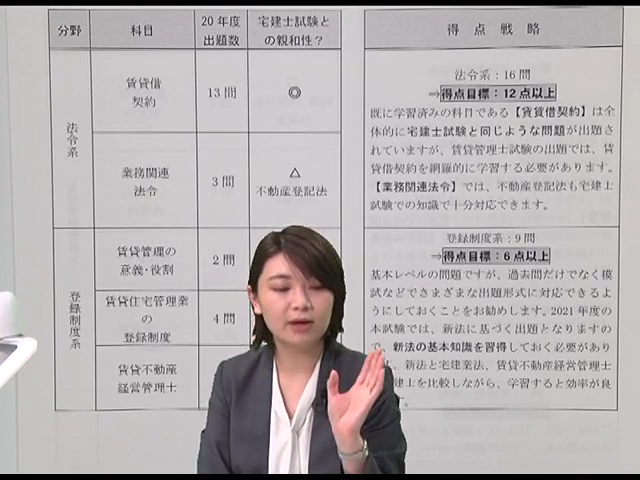 分野
科目
20年度
出題数
宅建士試験と
の親和性？
得点戦略
法令系
賃貸借
契約
13問
◎
業務関連
法令
3問
△
不動産登記法
法令系：16問
⇒得点目標：12点以上
既に学習済みの科目である【賃貸借契約】は全
体的に宅建士試験と同じような問題が出題さ
れていますが、賃貸管理士試験の出題では、賃
貸借契約を網羅的に学習する必要があります。
【業務関連法令】では、不動産登記法も宅建士
試験での知識で十分対応できます。
登録制度系
賃貸管理の
意義・役割
2問
賃貸住宅管理業
の
登録制度
4問
賃貸不動産
経営管理士
登録制度系：9問
⇒得点目標：6点以上
基本レベルの問題ですが、過去問だけでなく模
試などでさまざまな出題形式に対応できるよ
うにしておくことをお勧めします。2021年度の
本試験では、新法に基づく出題となりますの
で、新法の基本知識を習得しておく必要があり
。新法と宅建業法、賃貸不動産経営管理士
建士を比較しながら、学習すると効率が良
。